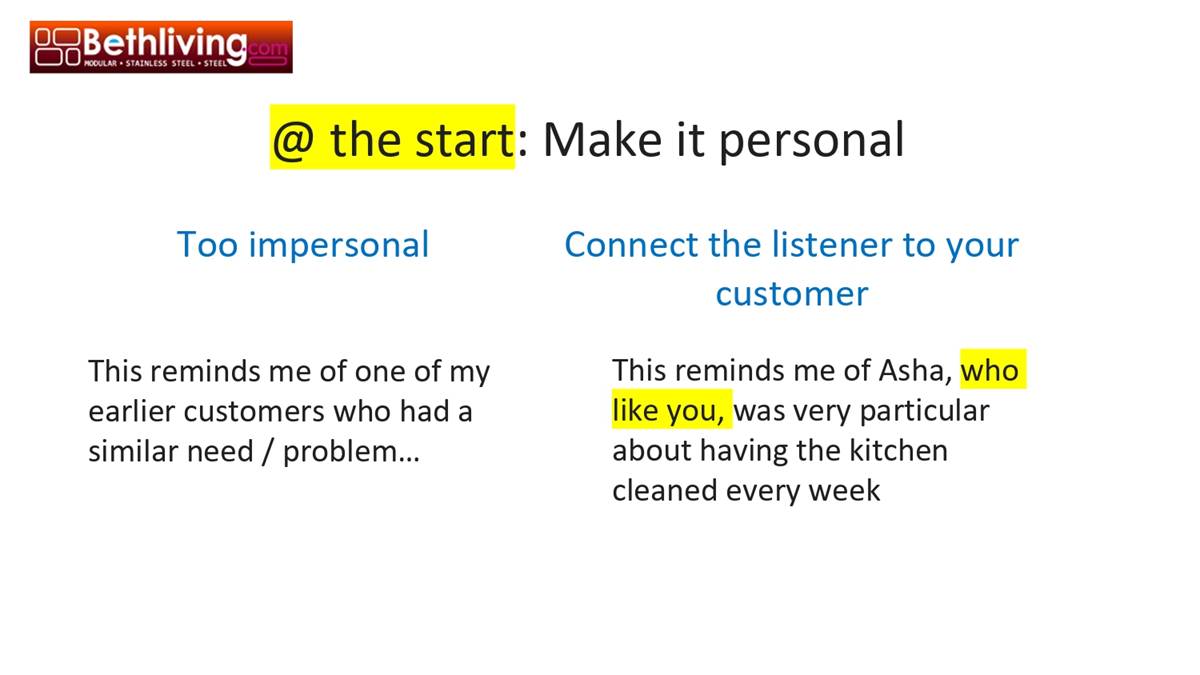 Bethliving.com
MODULAR • STAINLESS STEEL • STEEL
@ the start: Make it personal
Too impersonal
This reminds me of one of my
earlier customers who had a
similar need / problem...
Connect the listener to your
customer
This reminds me of Asha, who
like you, was very particular
about having the kitchen
cleaned every week